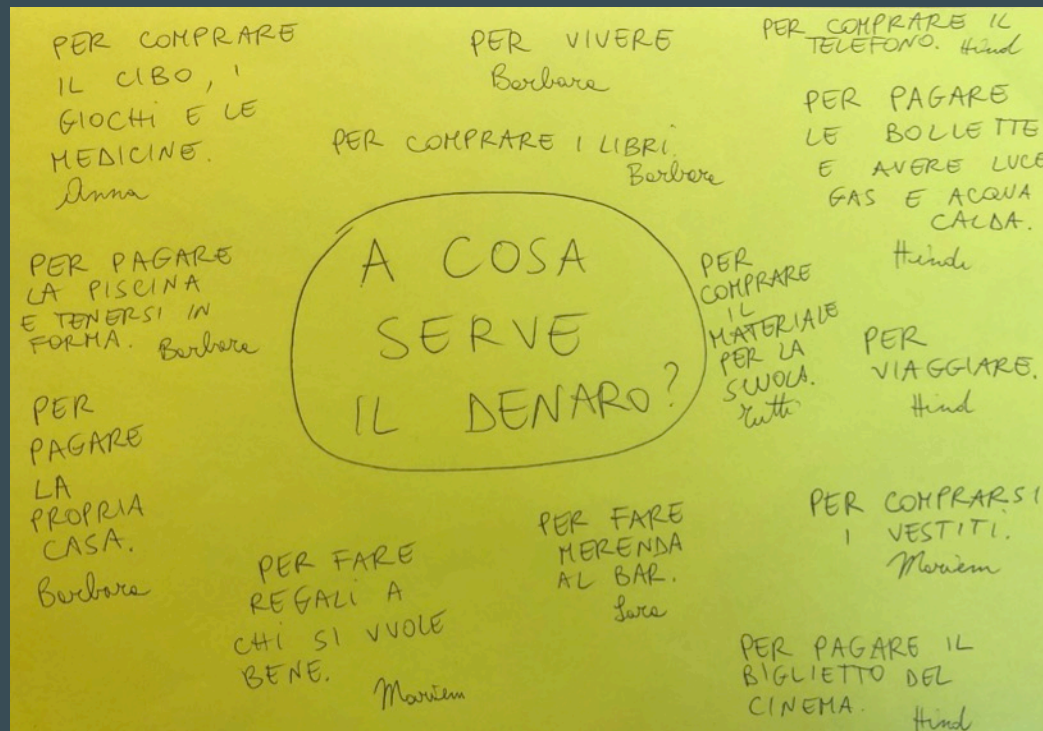 PER COMPRARE
IL CIBO, I
GIOCHI E LE
MEDICINE.
Anna
PER VIVERE
Barbara
PER COMPRARE IL
TELEFONO. Hind
PER COMPRARE I LIBRI.
Barbara
PER PAGARE
LE BOLLETTE
E AVERE LUCE
GAS E ACQUA
CALDA.
Hinde
A COSA
SERVE
IL DENARO?
PER PAGARE
LA PISCINA
E TENERSI IN
FORMA. Barbara
PER
COMPRARE
IL
MATERIALE
PER LA
SCUOLA.
Tutti
PER
VIAGGIARE.
Hind
PER
PAGARE
LA
PROPRIA
CASA.
Barbara
PER FARE
REGALI A
CHI SI VUOLE
BENE.
Mariem
PER FARE
MERENDA
AL BAR.
Sara
PER COMPRARSI
I VESTITI.
Mariem
PER PAGARE IL
BIGLIETTO DEL
CINEMA.
Hind